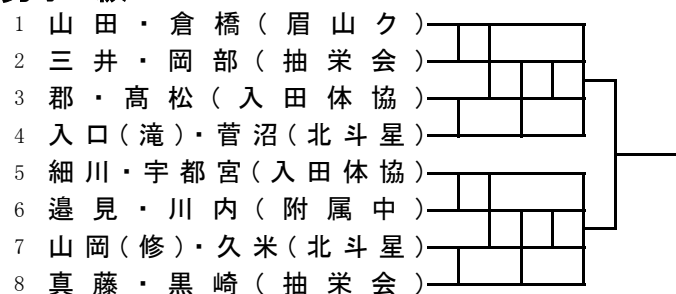 1 山田・倉橋(眉山ク)
2 三井・岡部(抽栄会)
3 郡・髙松(入田体協)
4 入口(滝)・菅沼(北斗星)
5 細川・宇都宮(入田体協)
6 邉見・川内(附属中)
7 山岡(修)・久米(北斗星)
8 真藤・黒崎(抽栄会)